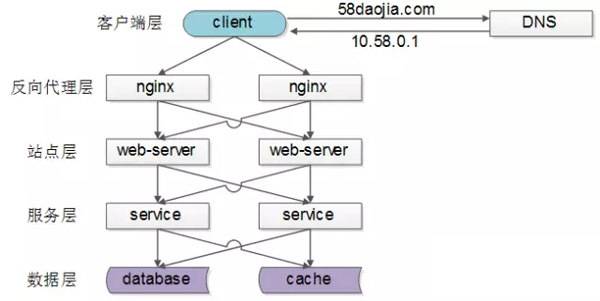 58daojia.com
客户端层 client DNS
10.58.0.1
反向代理层 nginx nginx
站点层 web-server web-server
服务层 service service
数据层 database cache